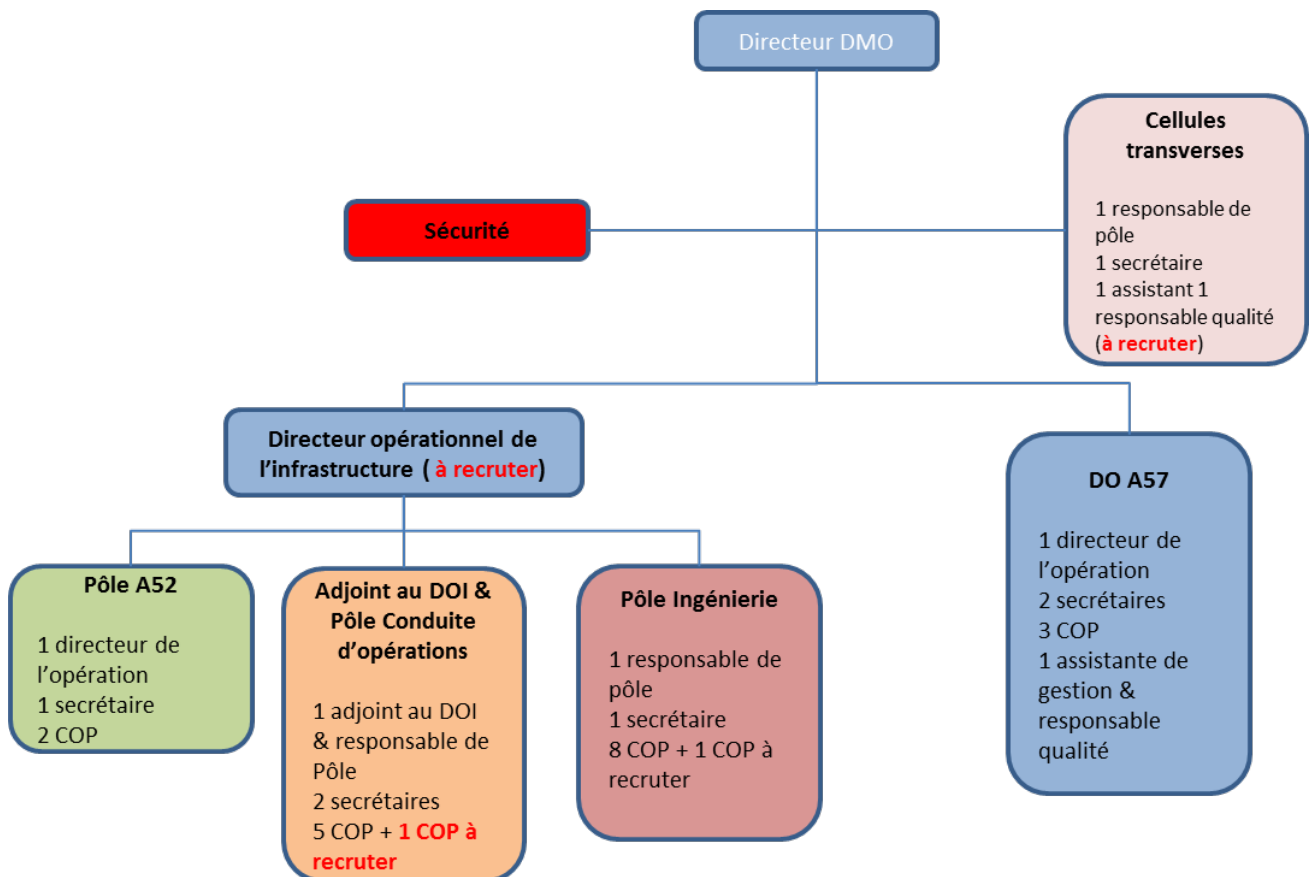 Directeur DMO
Cellules
transverses
1 responsable de
pôle
1 secrétaire
1 assistant 1
responsable qualité
(à recruter)
Sécurité
Directeur opérationnel de
l’infrastructure ( à recruter)
DO A57
1 directeur de
l’opération
2 secrétaires
3 COP
1 assistante de
gestion &
responsable
qualité
Pôle A52
1 directeur de
l’opération
1 secrétaire
2 COP
Adjoint au DOI &
Pôle Conduite
d’opérations
1 adjoint au DOI
& responsable de
Pôle
2 secrétaires
5 COP + 1 COP à
recruter
Pôle Ingénierie
1 responsable de
pôle
1 secrétaire
8 COP + 1 COP à
recruter